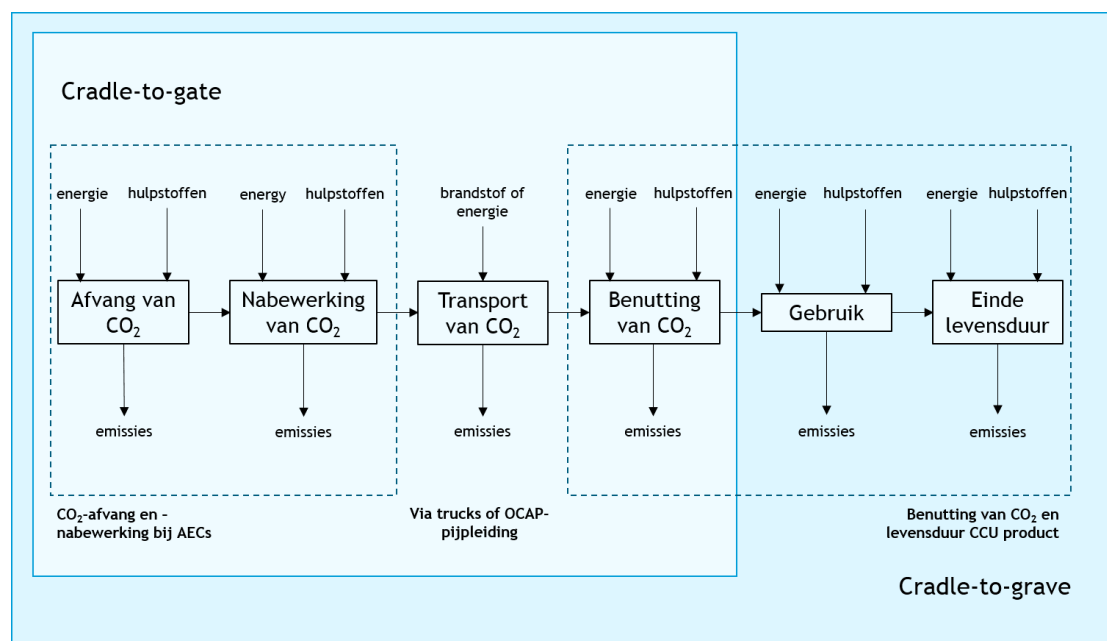 Cradle-to-gate
energie
hulpstoffen
energy
hulpstoffen
brandstof of
energie
energie
hulpstoffen
energie
hulpstoffen
energie
hulpstoffen
Afvang van
CO₂
Nabewerking
van CO₂
Transport
van CO₂
Benutting
van CO₂
Gebruik
Einde
levensduur
emissies
emissies
emissies
emissies
emissies
emissies
CO₂-afvang en –
nabewerking bij AECs
Via trucks of OCAP-
pijpleiding
Benutting van CO₂ en
levensduur CCU product
Cradle-to-grave